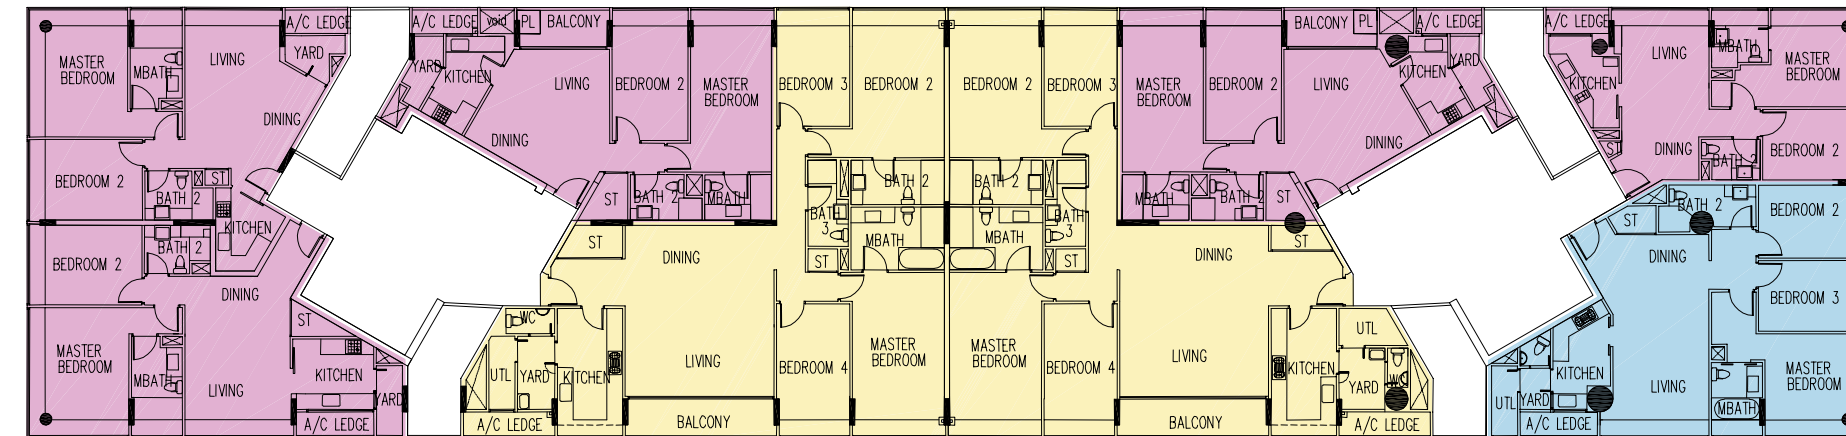 A/C LEDGE
YARD
LIVING
MASTER
BEDROOM
MBATH
DINING
BEDROOM 2
BATH 2
ST
KITCHEN
BEDROOM 2
BATH 2
DINING
ST
MASTER
BEDROOM
MBATH
LIVING
KITCHEN
YARD
A/C LEDGE
A/C LEDGE
void
PL
BALCONY
YARD
KITCHEN
LIVING
BEDROOM 2
MASTER
BEDROOM
DINING
ST
BATH 2
MBATH
BEDROOM 3
BEDROOM 2
BATH 2
BATH
3
MBATH
ST
ST
DINING
WC
UTL
YARD
KITCHEN
LIVING
BEDROOM 4
MASTER
BEDROOM
A/C LEDGE
BALCONY
BEDROOM 2
BEDROOM 3
BATH 2
BATH
3
MBATH
ST
DINING
ST
MASTER
BEDROOM
BEDROOM 4
LIVING
KITCHEN
UTL
YARD
WC
BALCONY
A/C LEDGE
BALCONY
PL
A/C LEDGE
MASTER
BEDROOM
BEDROOM 2
LIVING
KITCHEN
YARD
DINING
MBATH
BATH 2
ST
A/C LEDGE
KITCHEN
LIVING
MBATH
MASTER
BEDROOM
ST
DINING
BATH 2
BEDROOM 2
BATH 2
BEDROOM 2
ST
DINING
BEDROOM 3
KITCHEN
LIVING
MASTER
BEDROOM
MBATH
UTL
YARD
A/C LEDGE